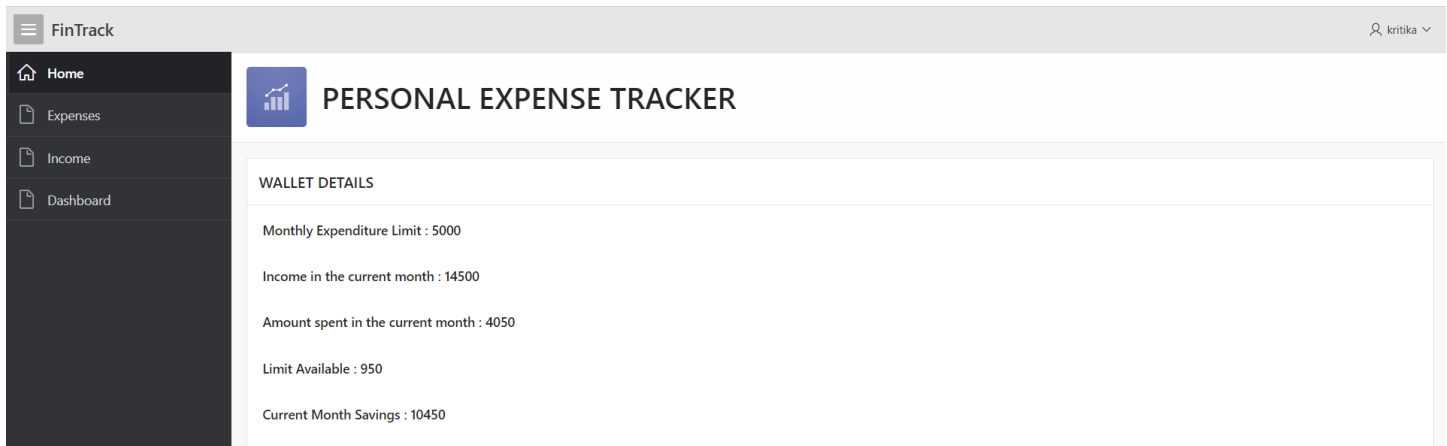 FinTrack
kritika
Home
Expenses
Income
Dashboard
PERSONAL EXPENSE TRACKER
WALLET DETAILS
Monthly Expenditure Limit : 5000
Income in the current month : 14500
Amount spent in the current month : 4050
Limit Available : 950
Current Month Savings : 10450